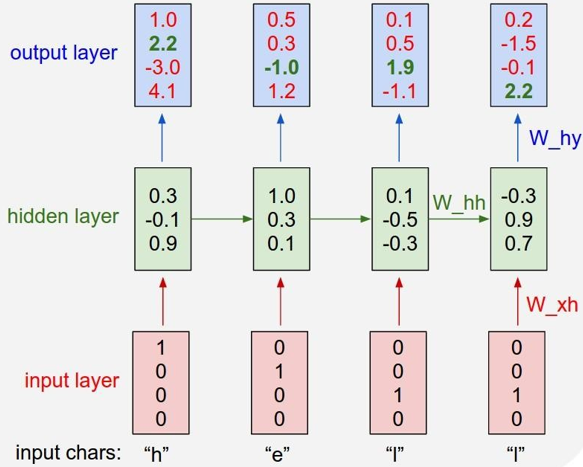 output layer
1.0 0.5 0.1 0.2
2.2 0.3 0.5 -1.5
-3.0 -1.0 1.9 -0.1
4.1 1.2 -1.1 2.2
W_hy
hidden layer
0.3 1.0 0.1 -0.3
-0.1 0.3 -0.5 0.9
0.9 0.1 -0.3 0.7
W_hh
W_xh
input layer
1 0 0 0
0 1 0 0
0 0 1 1
0 0 0 0
input chars: “h” “e” “l” “l”